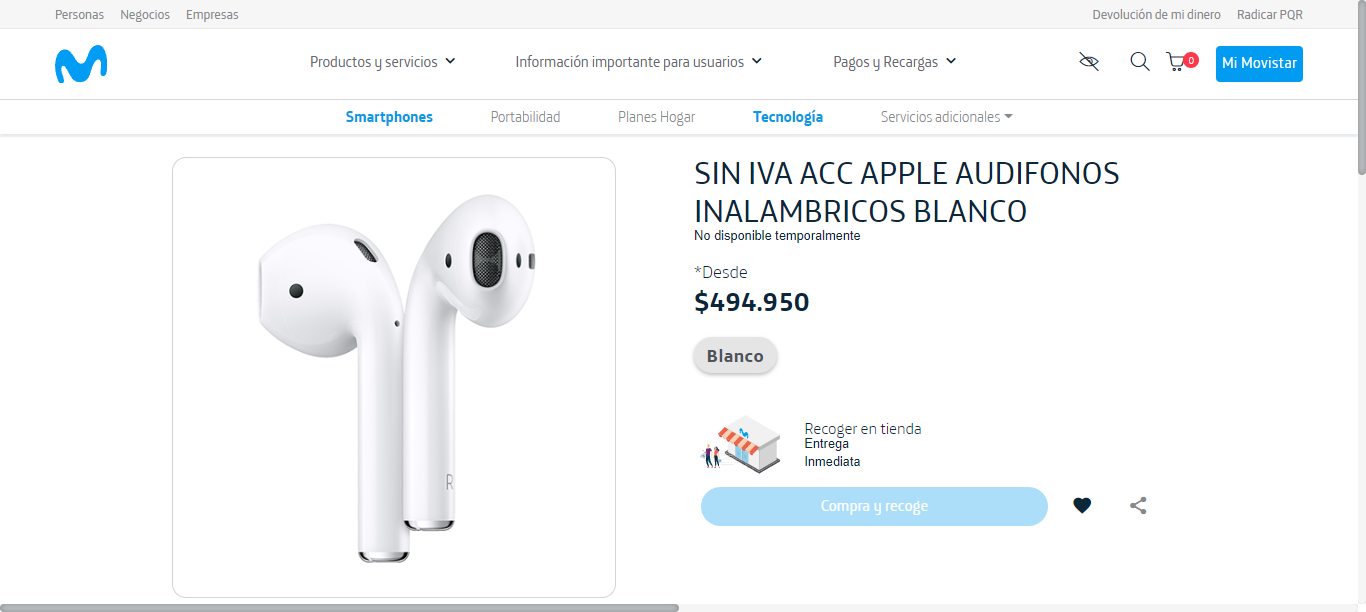 Personas Negocios Empresas Devolución de mi dinero Radicar PQR
Productos y servicios Información importante para usuarios Pagos y Recargas 0 Mi Movistar
Smartphones Portabilidad Planes Hogar Tecnología Servicios adicionales
SIN IVA ACC APPLE AUDIFONOS
INALAMBRICOS BLANCO
No disponible temporalmente
*Desde
$494.950
Blanco
Recoger en tienda
Entrega
Inmediata
Compra y recoge
R